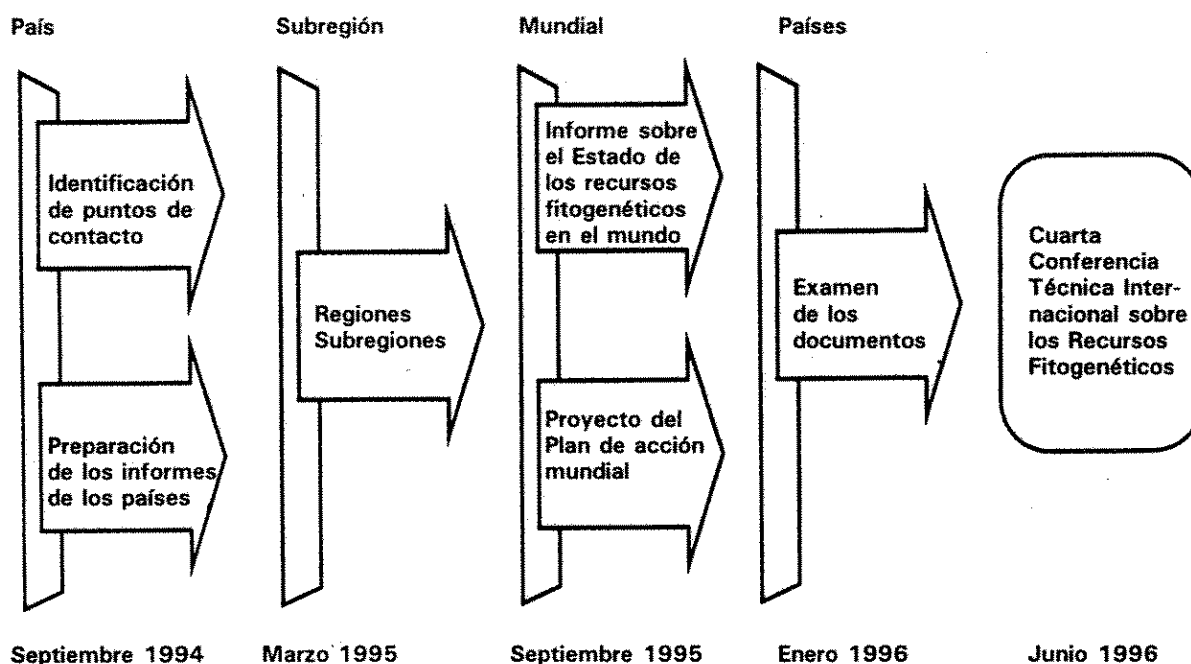 País
Subregión
Mundial
Países
Identificación
de puntos de
contacto
Preparación
de los informes
de los países
Regiones
Subregiones
Informe sobre
el Estado de
los recursos
fitogenéticos
en el mundo
Proyecto del
Plan de acción
mundial
Examen
de los
documentos
Cuarta
Conferencia
Técnica Inter-
nacional sobre
los Recursos
Fitogenéticos
Septiembre 1994
Marzo 1995
Septiembre 1995
Enero 1996
Junio 1996